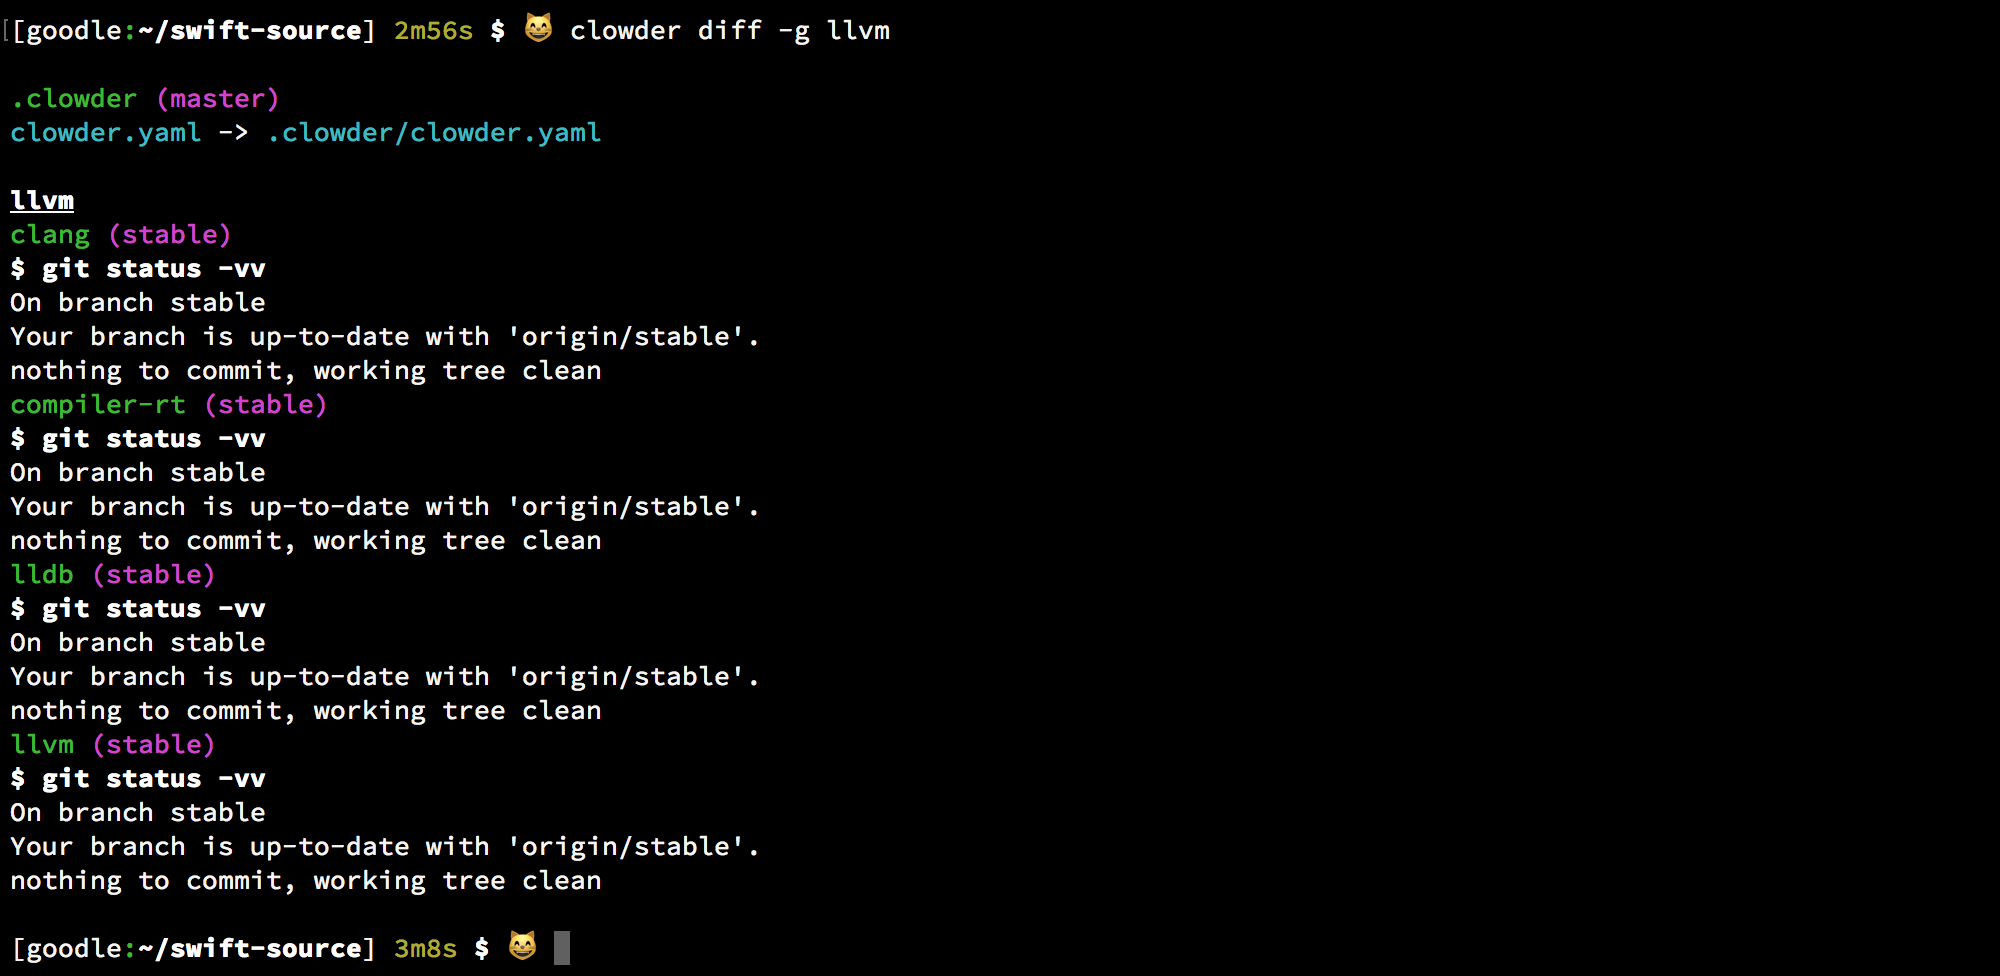 [[goodle:~/swift-source] 2m56s $ 😸 clowder diff -g llvm
.clowder (master)
clowder.yaml -> .clowder/clowder.yaml
llvm
clang (stable)
$ git status -vv
On branch stable
Your branch is up-to-date with 'origin/stable'.
nothing to commit, working tree clean
compiler-rt (stable)
$ git status -vv
On branch stable
Your branch is up-to-date with 'origin/stable'.
nothing to commit, working tree clean
lldb (stable)
$ git status -vv
On branch stable
Your branch is up-to-date with 'origin/stable'.
nothing to commit, working tree clean
llvm (stable)
$ git status -vv
On branch stable
Your branch is up-to-date with 'origin/stable'.
nothing to commit, working tree clean
[goodle:~/swift-source] 3m8s $ 😸